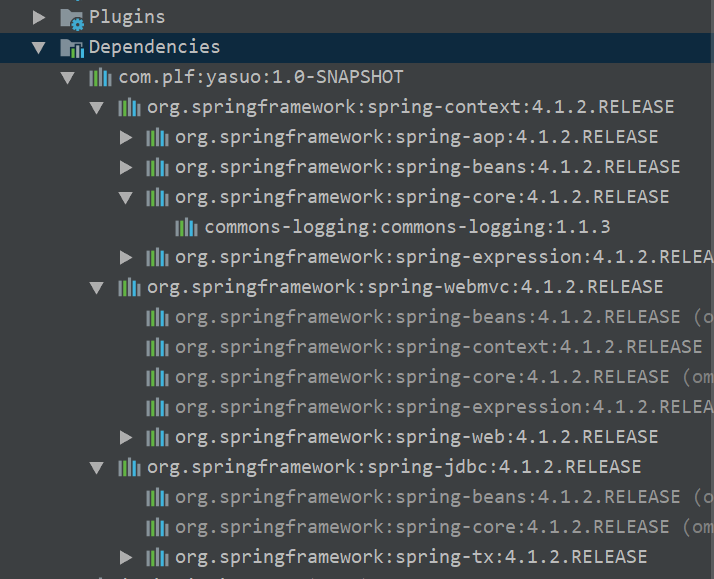 Plugins
Dependencies
com.plf:yasuo:1.0-SNAPSHOT
org.springframework:spring-context:4.1.2.RELEASE
org.springframework:spring-aop:4.1.2.RELEASE
org.springframework:spring-beans:4.1.2.RELEASE
org.springframework:spring-core:4.1.2.RELEASE
commons-logging:commons-logging:1.1.3
org.springframework:spring-expression:4.1.2.RELEA
org.springframework:spring-webmvc:4.1.2.RELEASE
org.springframework:spring-beans:4.1.2.RELEASE (o
org.springframework:spring-context:4.1.2.RELEASE
org.springframework:spring-core:4.1.2.RELEASE (om
org.springframework:spring-expression:4.1.2.RELEA
org.springframework:spring-web:4.1.2.RELEASE
org.springframework:spring-jdbc:4.1.2.RELEASE
org.springframework:spring-beans:4.1.2.RELEASE (o
org.springframework:spring-core:4.1.2.RELEASE (om
org.springframework:spring-tx:4.1.2.RELEASE